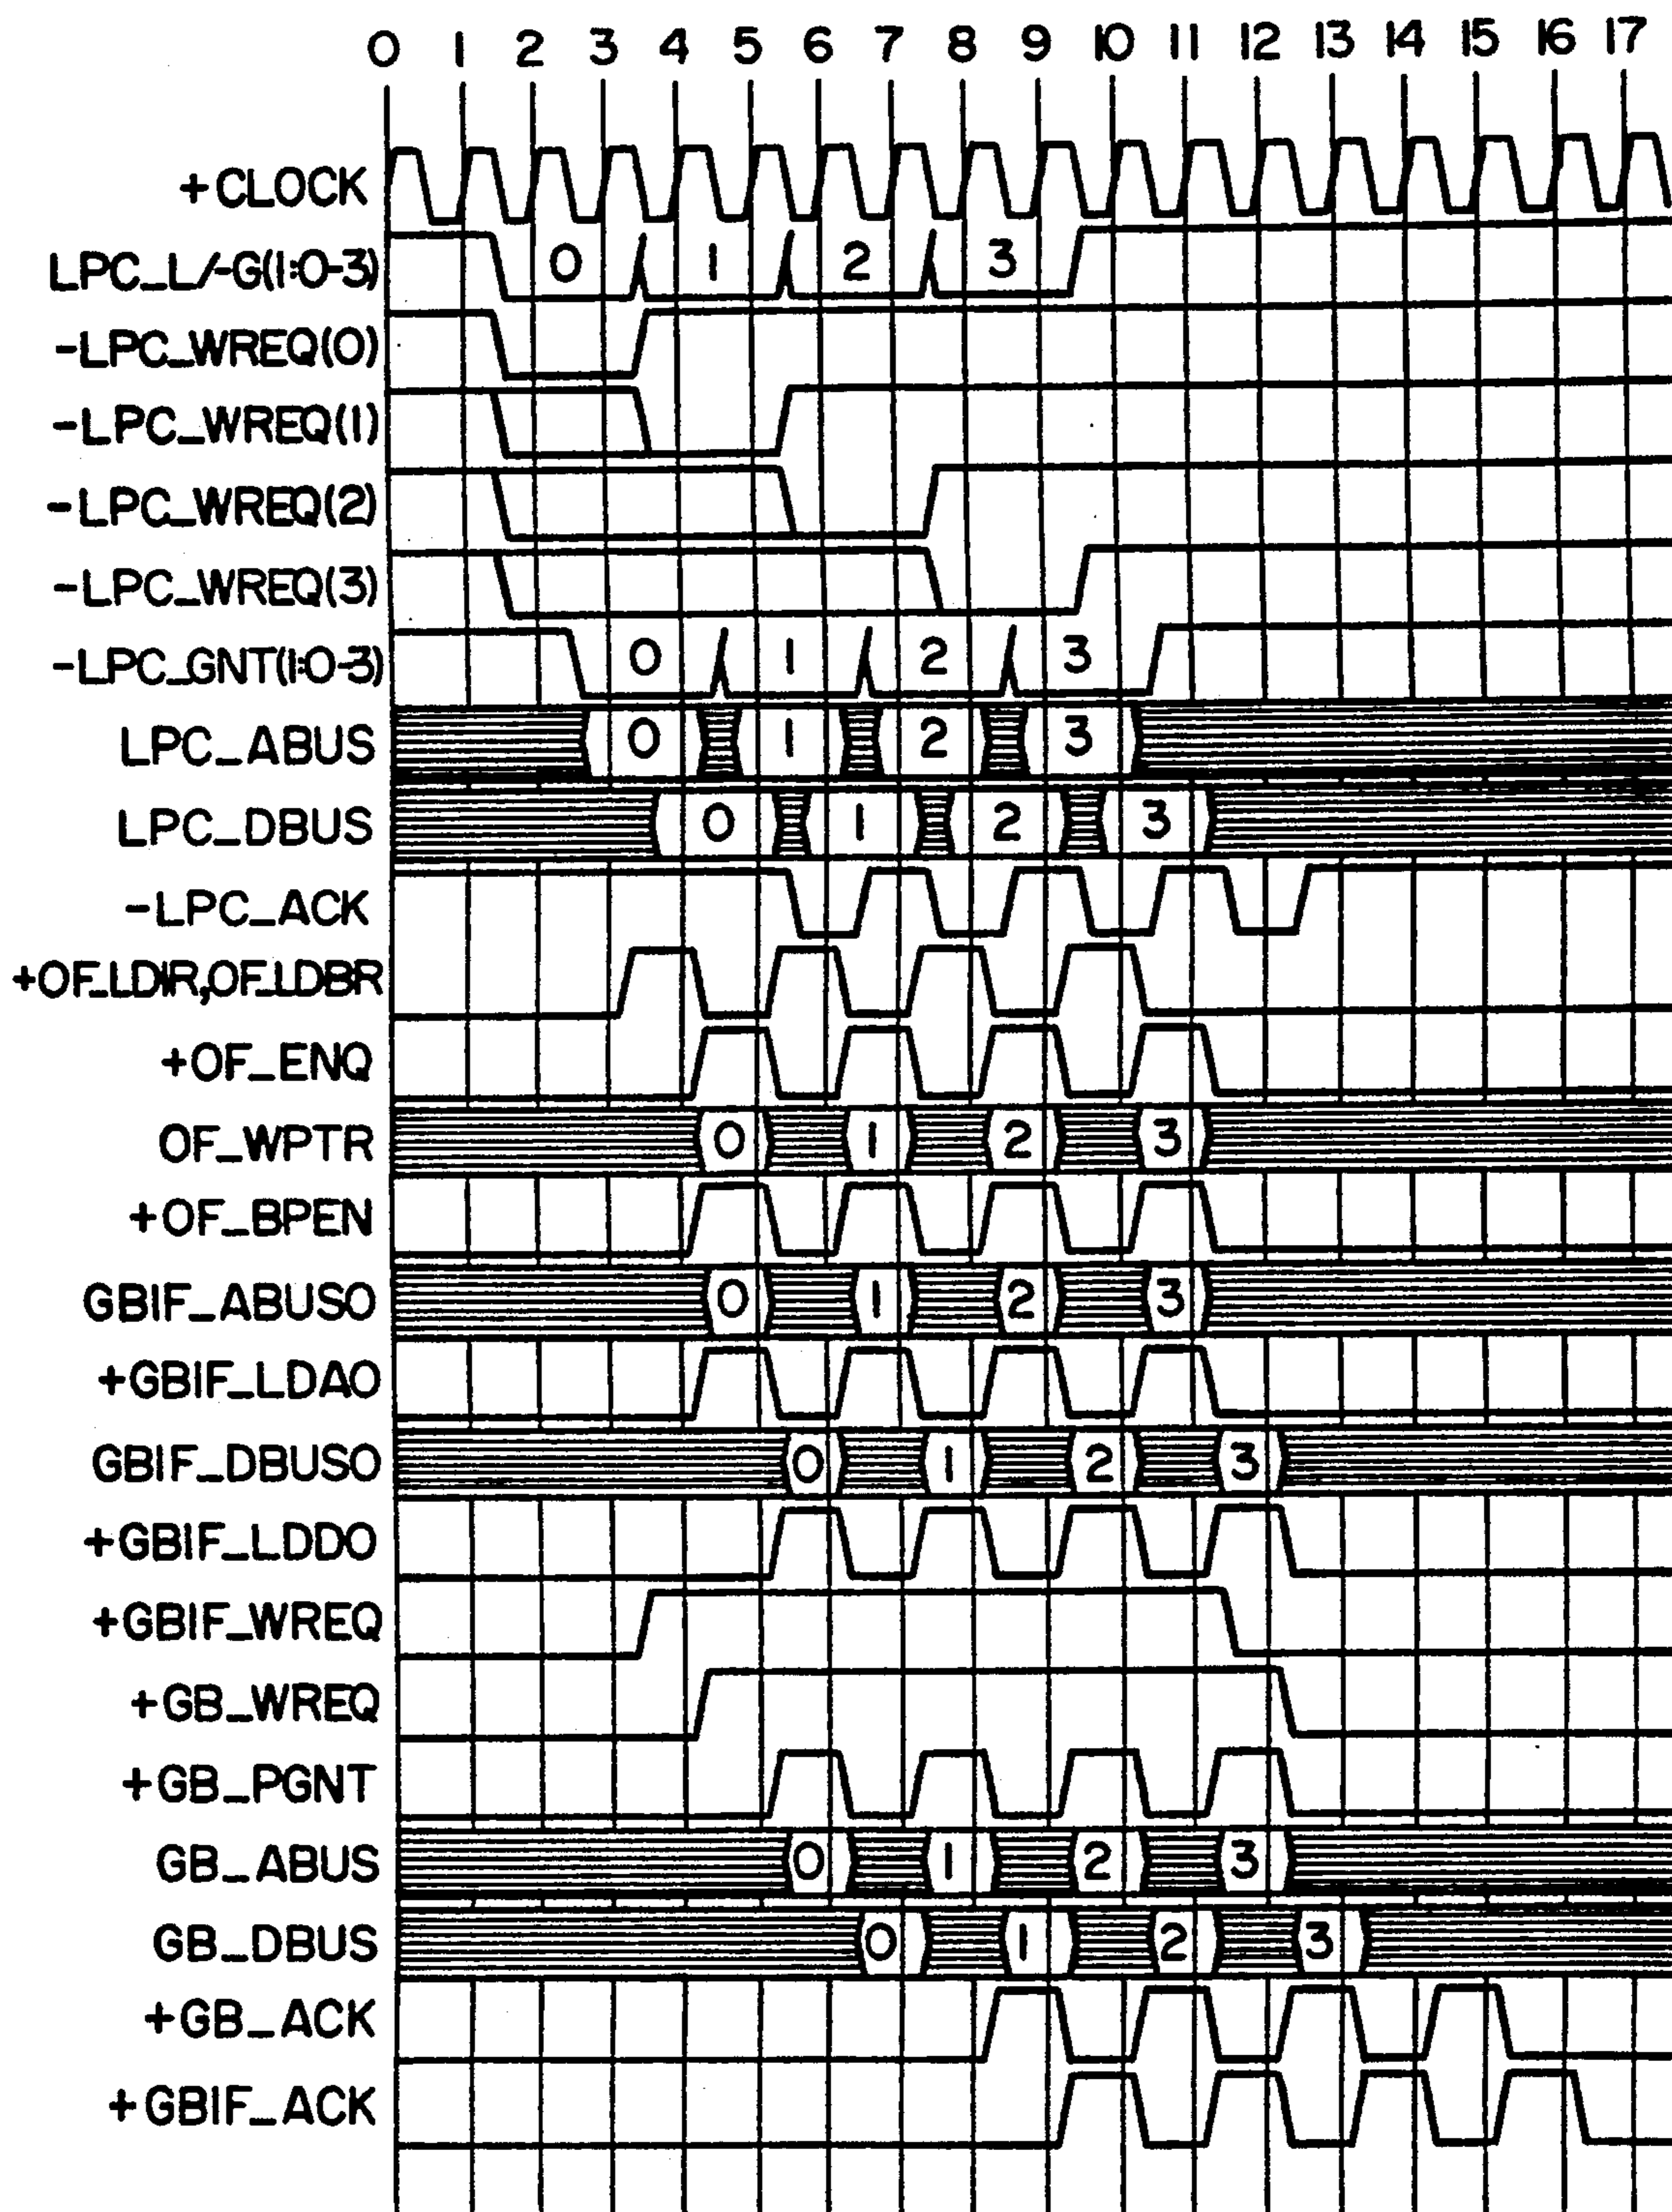 0 1 2 3 4 5 6 7 8 9 10 11 12 13 14 15 16 17
+CLOCK
LPC_L/-G(1:0-3) 0 1 2 3
-LPC_WREQ(0)
-LPC_WREQ(1)
-LPC_WREQ(2)
-LPC_WREQ(3)
-LPC_GNT(1:0-3) 0 1 2 3
LPC_ABUS 0 1 2 3
LPC_DBUS 0 1 2 3
-LPC_ACK
+OF_LDIR,OF_LDBR
+OF_ENQ
OF_WPTR 0 1 2 3
+OF_BPEN
GBIF_ABUSO 0 1 2 3
+GBIF_LDAO
GBIF_DBUSO 0 1 2 3
+GBIF_LDDO
+GBIF_WREQ
+GB_WREQ
+GB_PGNT
GB_ABUS 0 1 2 3
GB_DBUS 0 1 2 3
+GB_ACK
+GBIF_ACK